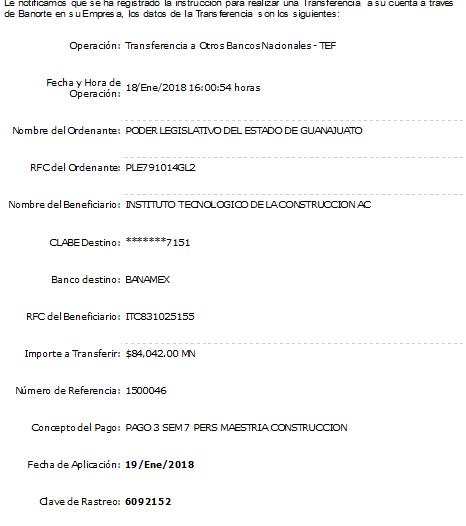 Le notificamos que se ha registrado la instrucción para realizar una Transferencia a su cuenta a través
de Banorte en su Empresa, los datos de la Transferencia son los siguientes:
Operación: Transferencia a Otros Bancos Nacionales - TEF
Fecha y Hora de
Operación: 18/Ene/2018 16:00:54 horas
Nombre del Ordenante: PODER LEGISLATIVO DEL ESTADO DE GUANAJUATO
RFC del Ordenante: PLE791014GL2
Nombre del Beneficiario: INSTITUTO TECNOLOGICO DE LA CONSTRUCCION AC
CLABE Destino: *******7151
Banco destino: BANAMEX
RFC del Beneficiario: ITC831025155
Importe a Transferir: $84,042.00 MN
Número de Referencia: 1500046
Concepto del Pago: PAGO 3 SEM 7 PERS MAESTRIA CONSTRUCCION
Fecha de Aplicación: 19/Ene/2018
Clave de Rastreo: 6092152